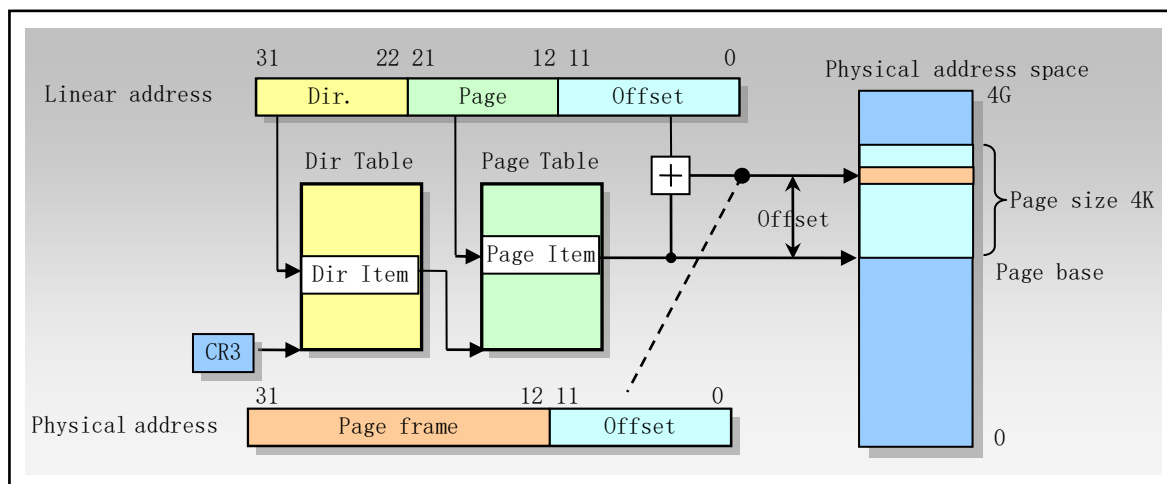 31 22 21 12 11 0
Linear address Dir. Page Offset
Physical address space
4G
Dir Table Page Table
+
Offset
Page size 4K
Page Item
Dir Item
Page base
CR3
31 12 11 0
Physical address Page frame Offset
0